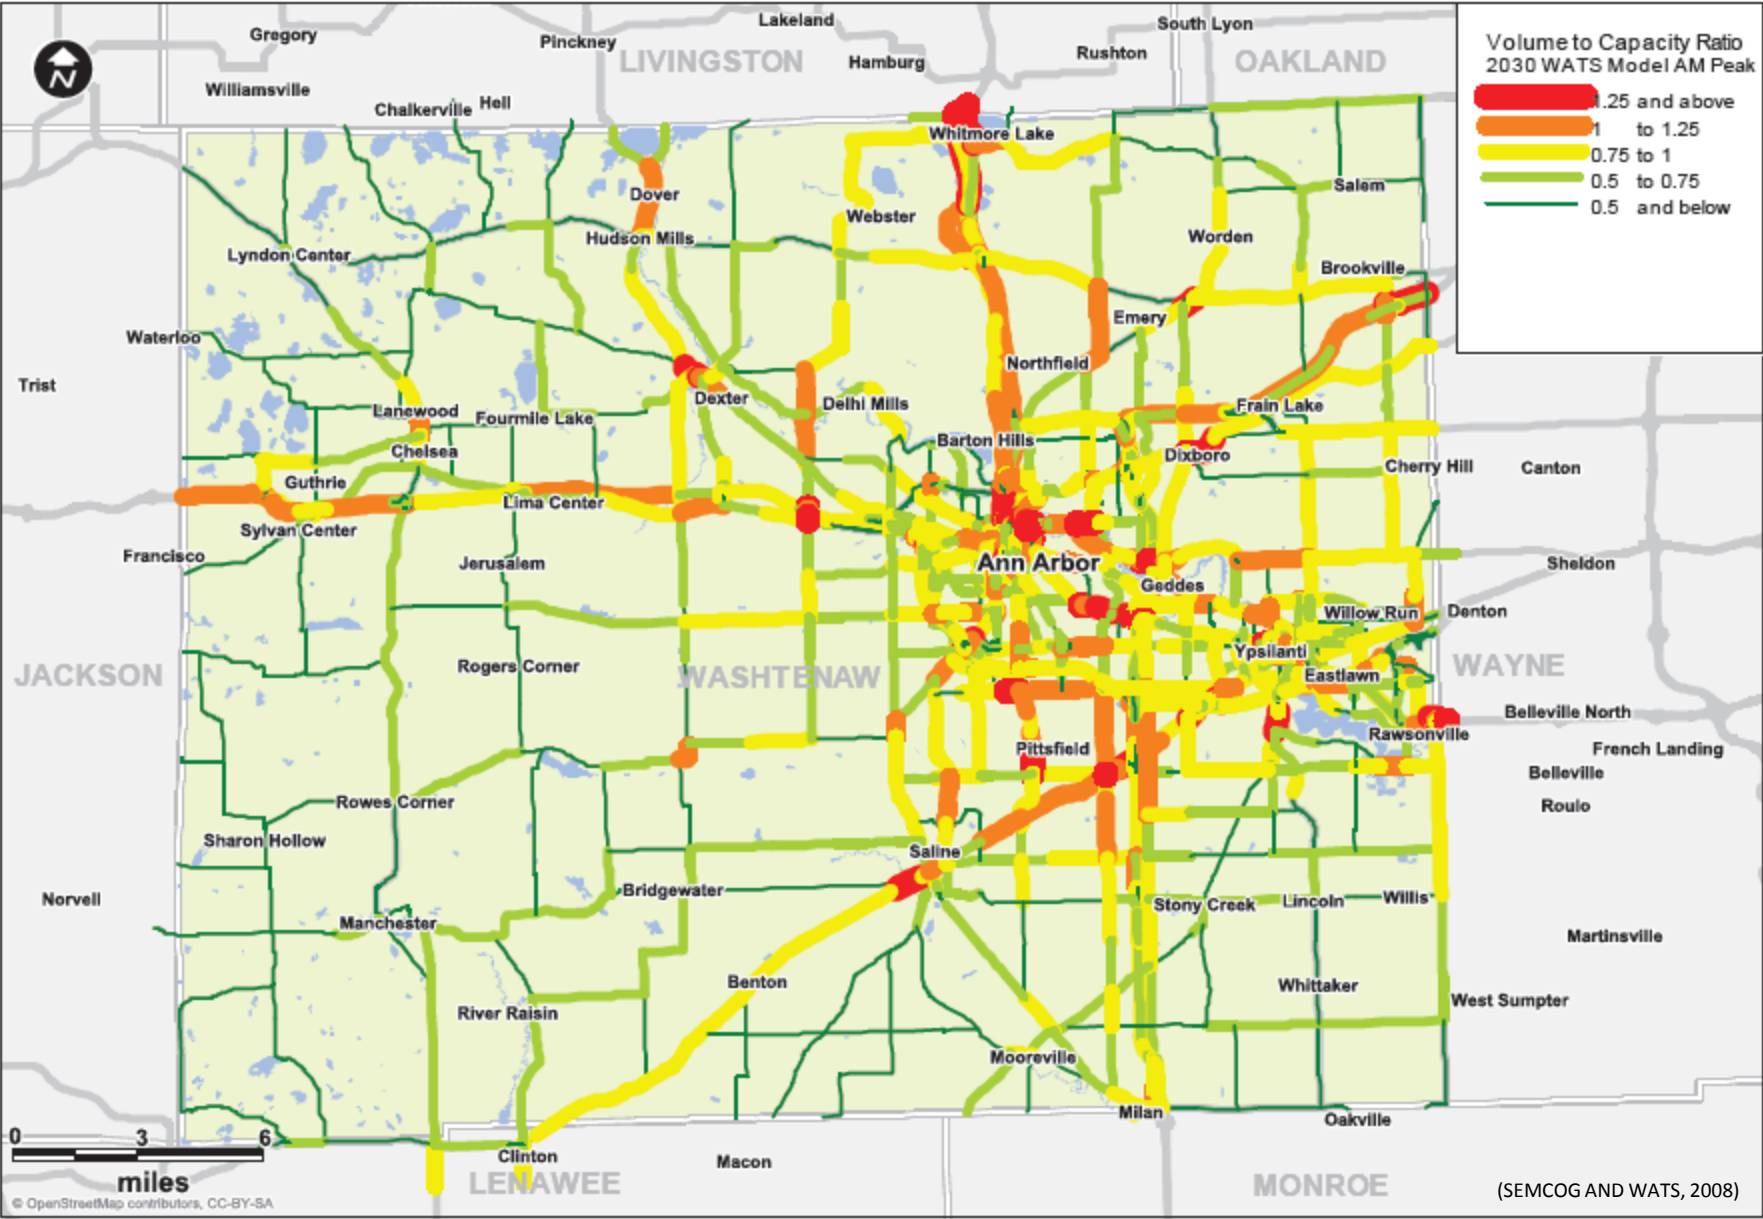 Lakeland
South Lyon
Gregory
Pinckney
Rushton
LIVINGSTON
Hamburg
OAKLAND
N
Williamsville
Chalkerville
Hell
Volume to Capacity Ratio
2030 WATS Model AM Peak
1.25 and above
1 to 1.25
0.75 to 1
0.5 to 0.75
0.5 and below
Whitmore Lake
Dover
Salem
Webster
Hudson Mills
Worden
Lyndon Center
Brookville
Emery
Waterloo
Northfield
Trist
Dexter
Delhi Mills
Frain Lake
Lanewood
Fourmile Lake
Barton Hills
Chelsea
Dixboro
Cherry Hill
Canton
Guthrie
Lima Center
Sylvan Center
Francisco
Jerusalem
Ann Arbor
Sheldon
Geddes
Willow Run
Denton
Ypsilanti
JACKSON
Rogers Corner
WASHTENAW
WAYNE
Eastlawn
Belleville North
Rawsonville
Pittsfield
French Landing
Belleville
Rowes Corner
Roulo
Sharon Hollow
Saline
Bridgewater
Norvell
Stony Creek
Lincoln
Willis
Manchester
Martinsville
Benton
Whittaker
West Sumpter
River Raisin
Mooreville
Milan
Oakville
0 3 6
miles
Clinton
Macon
LENAWEE
MONROE
(SEMCOG AND WATS, 2008)
© OpenStreetMap contributors, CC-BY-SA